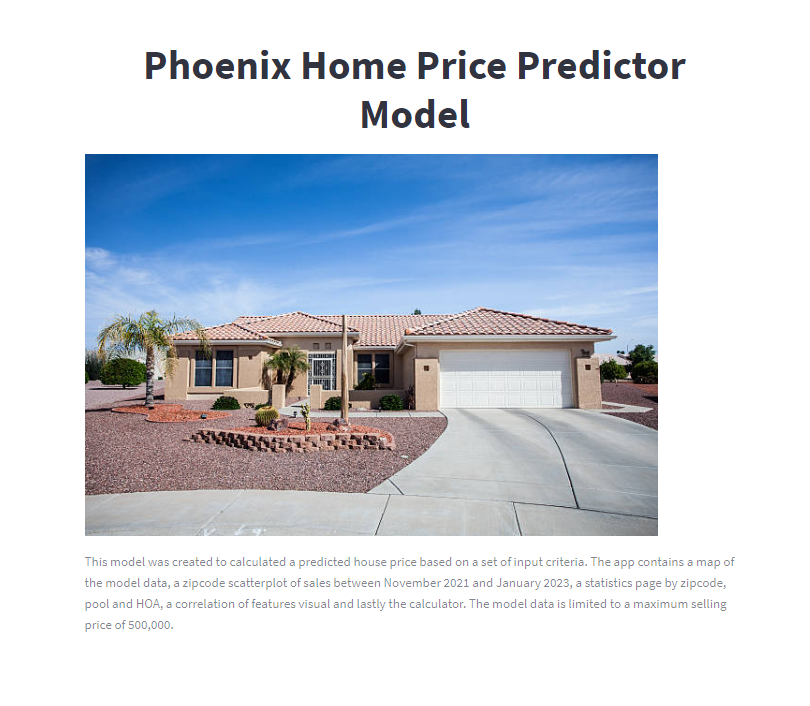 Phoenix Home Price Predictor
Model
This model was created to calculated a predicted house price based on a set of input criteria. The app contains a map of
the model data, a zipcode scatterplot of sales between November 2021 and January 2023, a statistics page by zipcode,
pool and HOA, a correlation of features visual and lastly the calculator. The model data is limited to a maximum selling
price of 500,000.